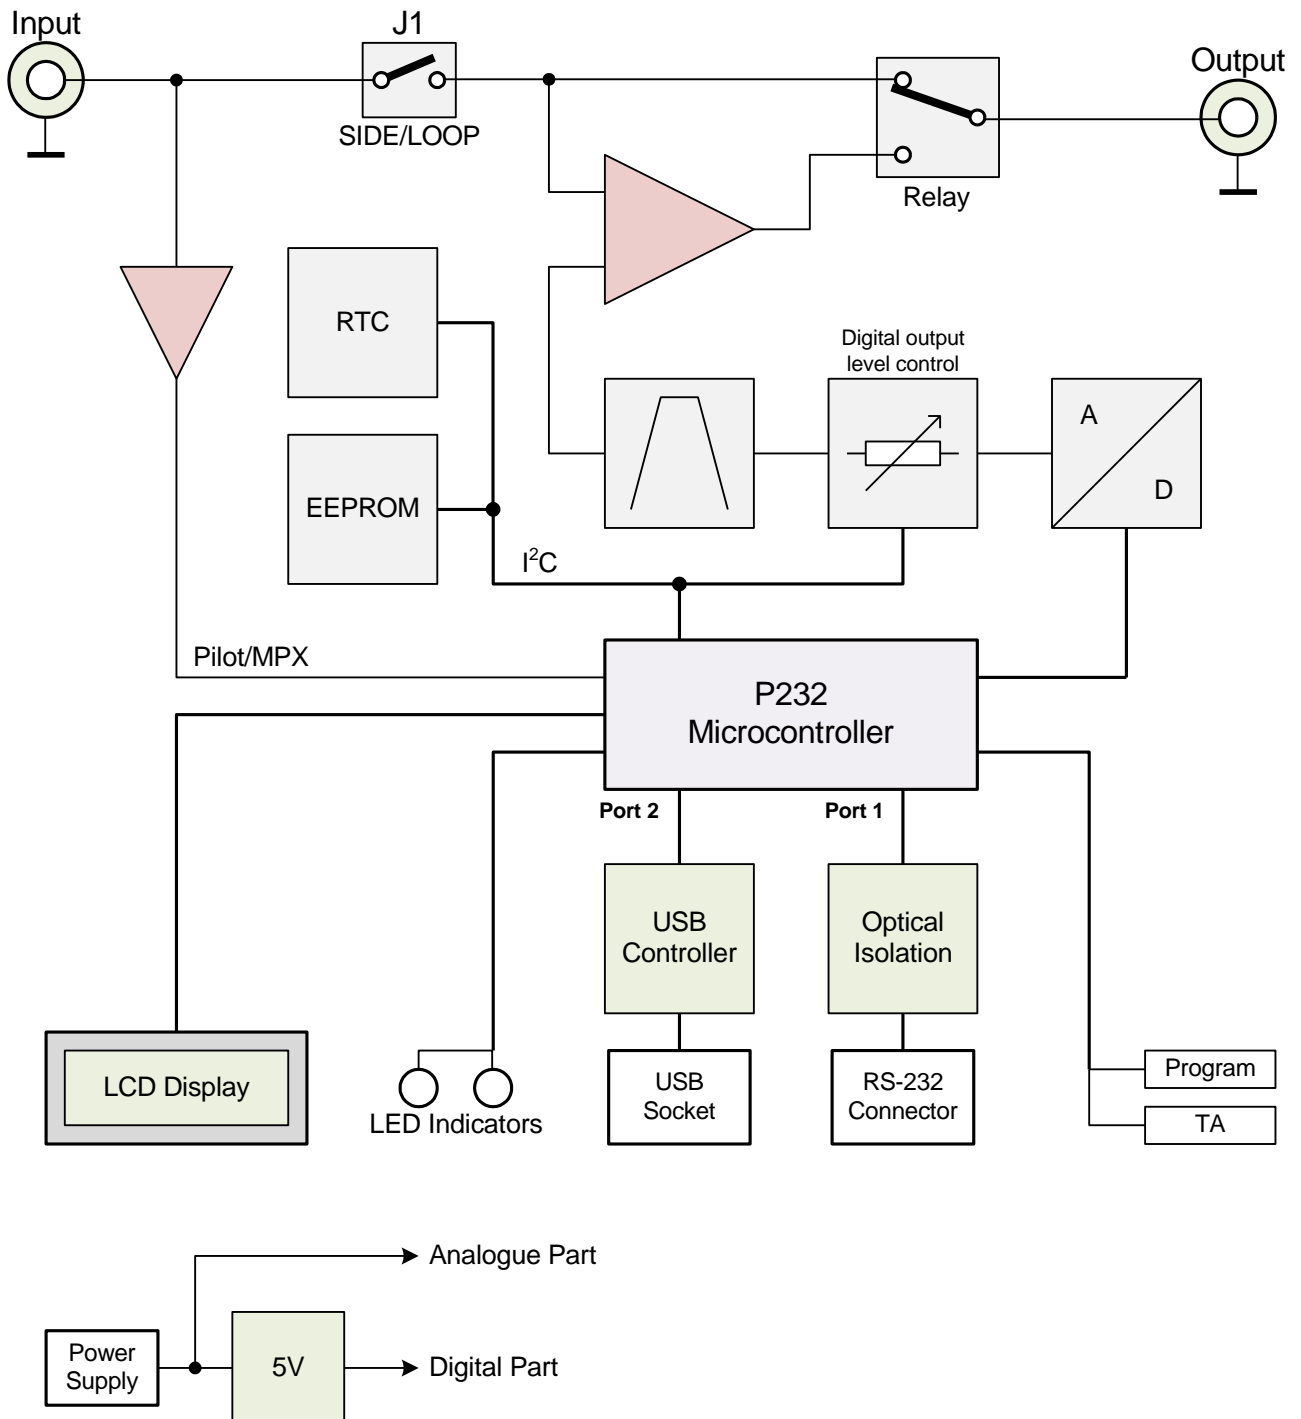 Input
J1
Output
SIDE/LOOP
Relay
RTC
Digital output
level control
A
D
EEPROM
I²C
Pilot/MPX
P232
Microcontroller
Port 2
Port 1
USB
Controller
Optical
Isolation
LCD Display
LED Indicators
USB
Socket
RS-232
Connector
Program
TA
Analogue Part
Power
Supply
5V
Digital Part